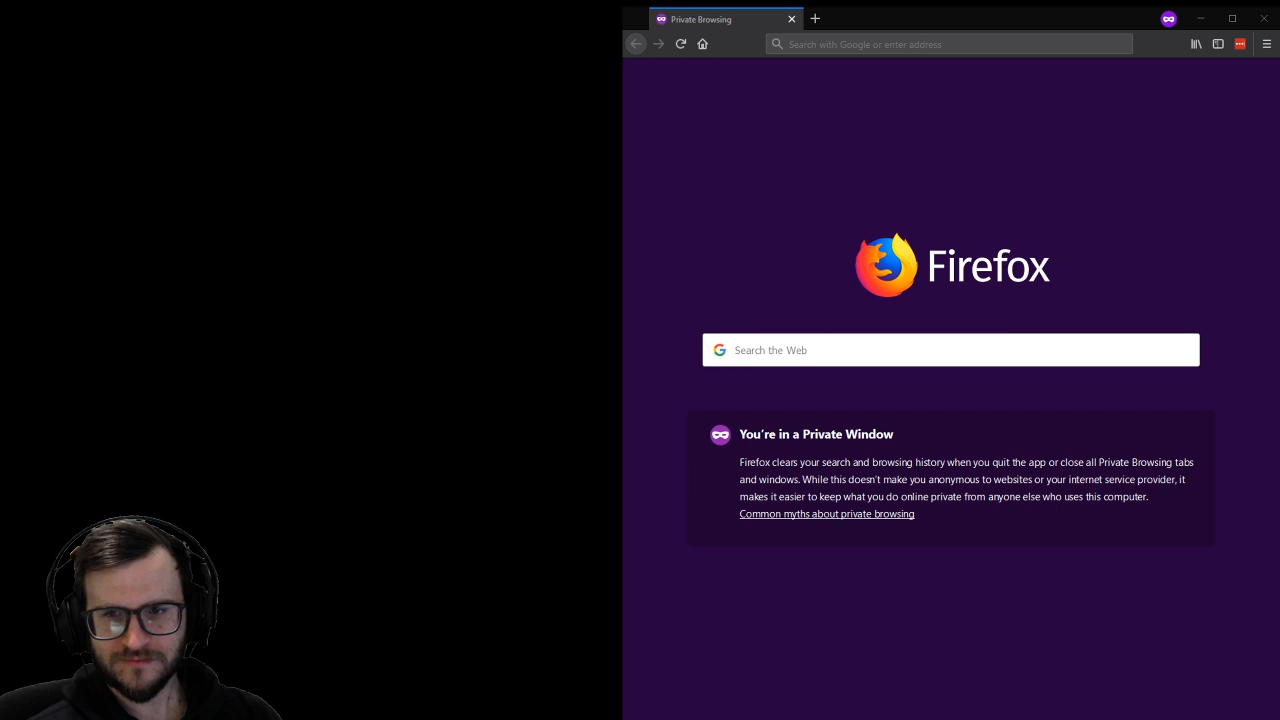 Private Browsing
Search with Google or enter address
Firefox
Search the Web
You're in a Private Window
Firefox clears your search and browsing history when you quit the app or close all Private Browsing tabs
and windows. While this doesn't make you anonymous to websites or your internet service provider, it
makes it easier to keep what you do online private from anyone else who uses this computer.
Common myths about private browsing